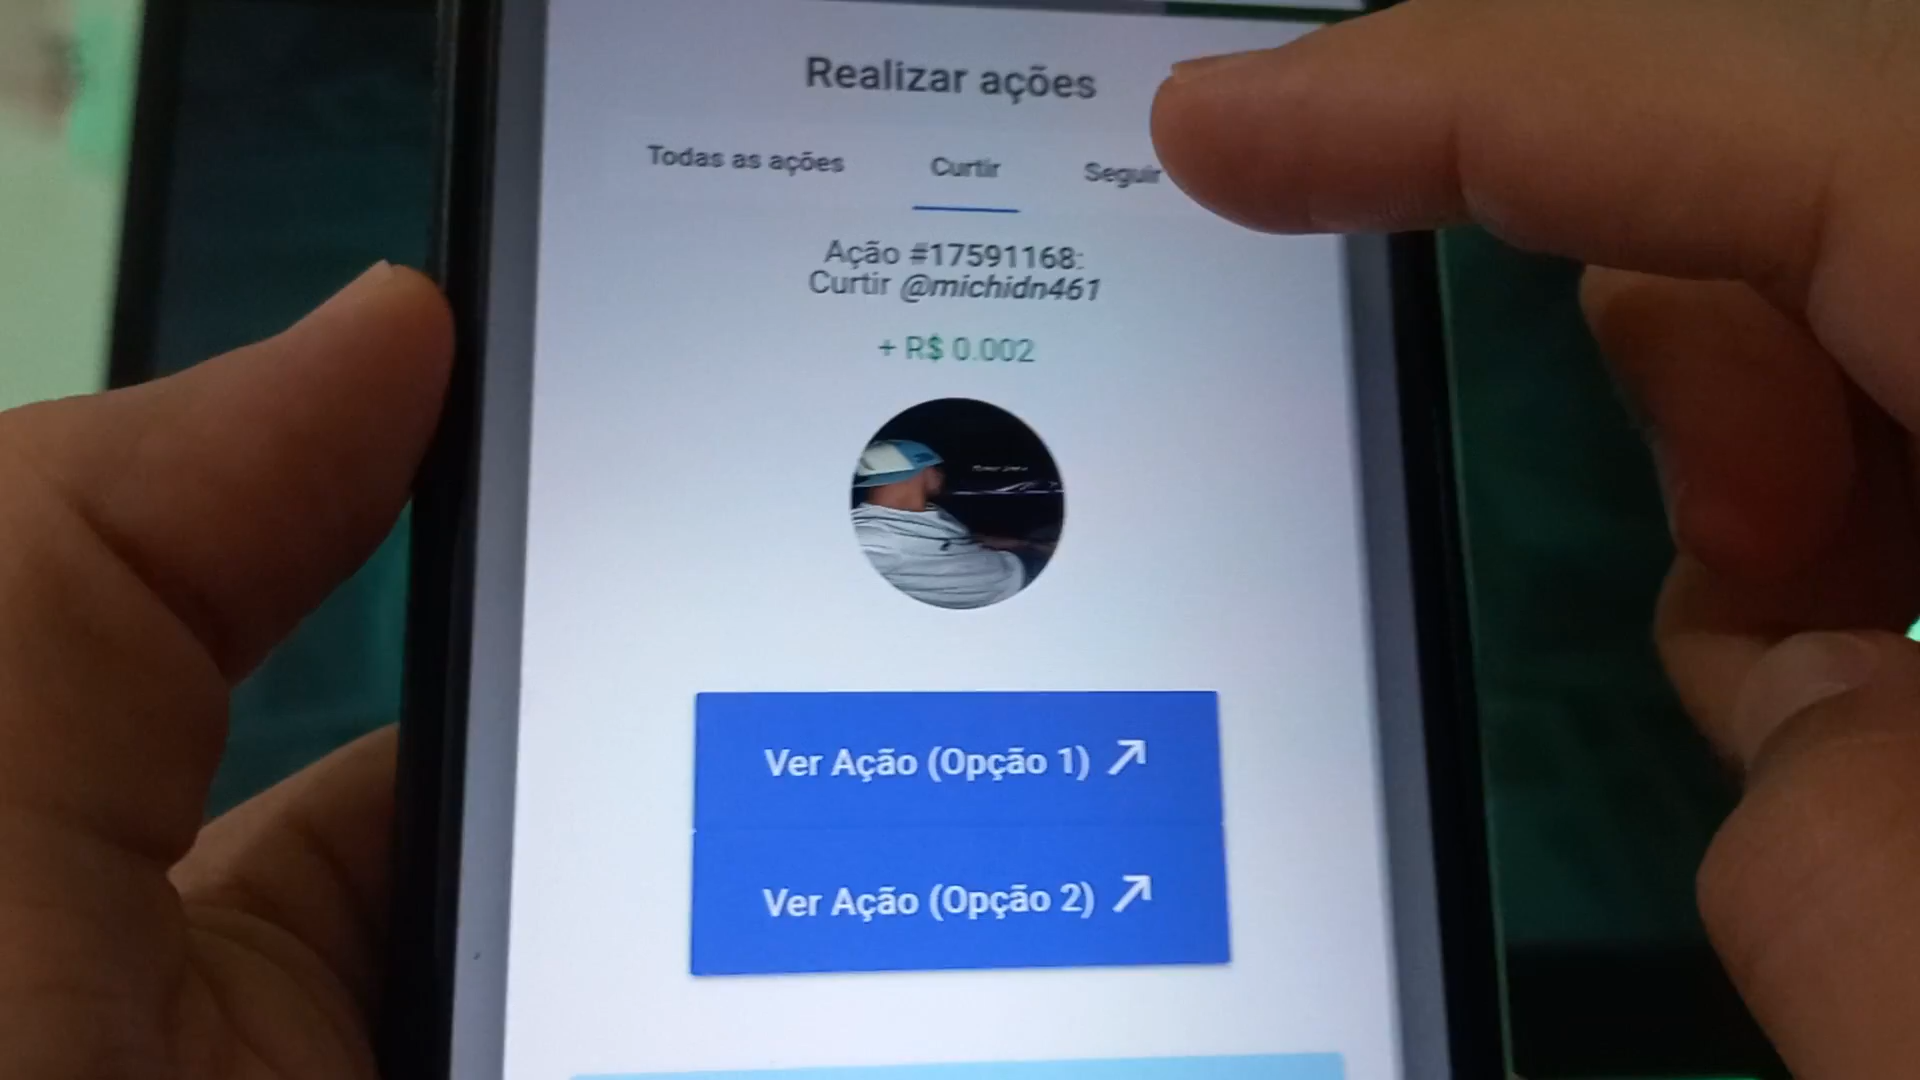 Realizar ações
Todas as ações Curtir Seguir
Ação #17591168:
Curtir @michidn461
+ R$ 0.002
Ver Ação (Opção 1)
Ver Ação (Opção 2)